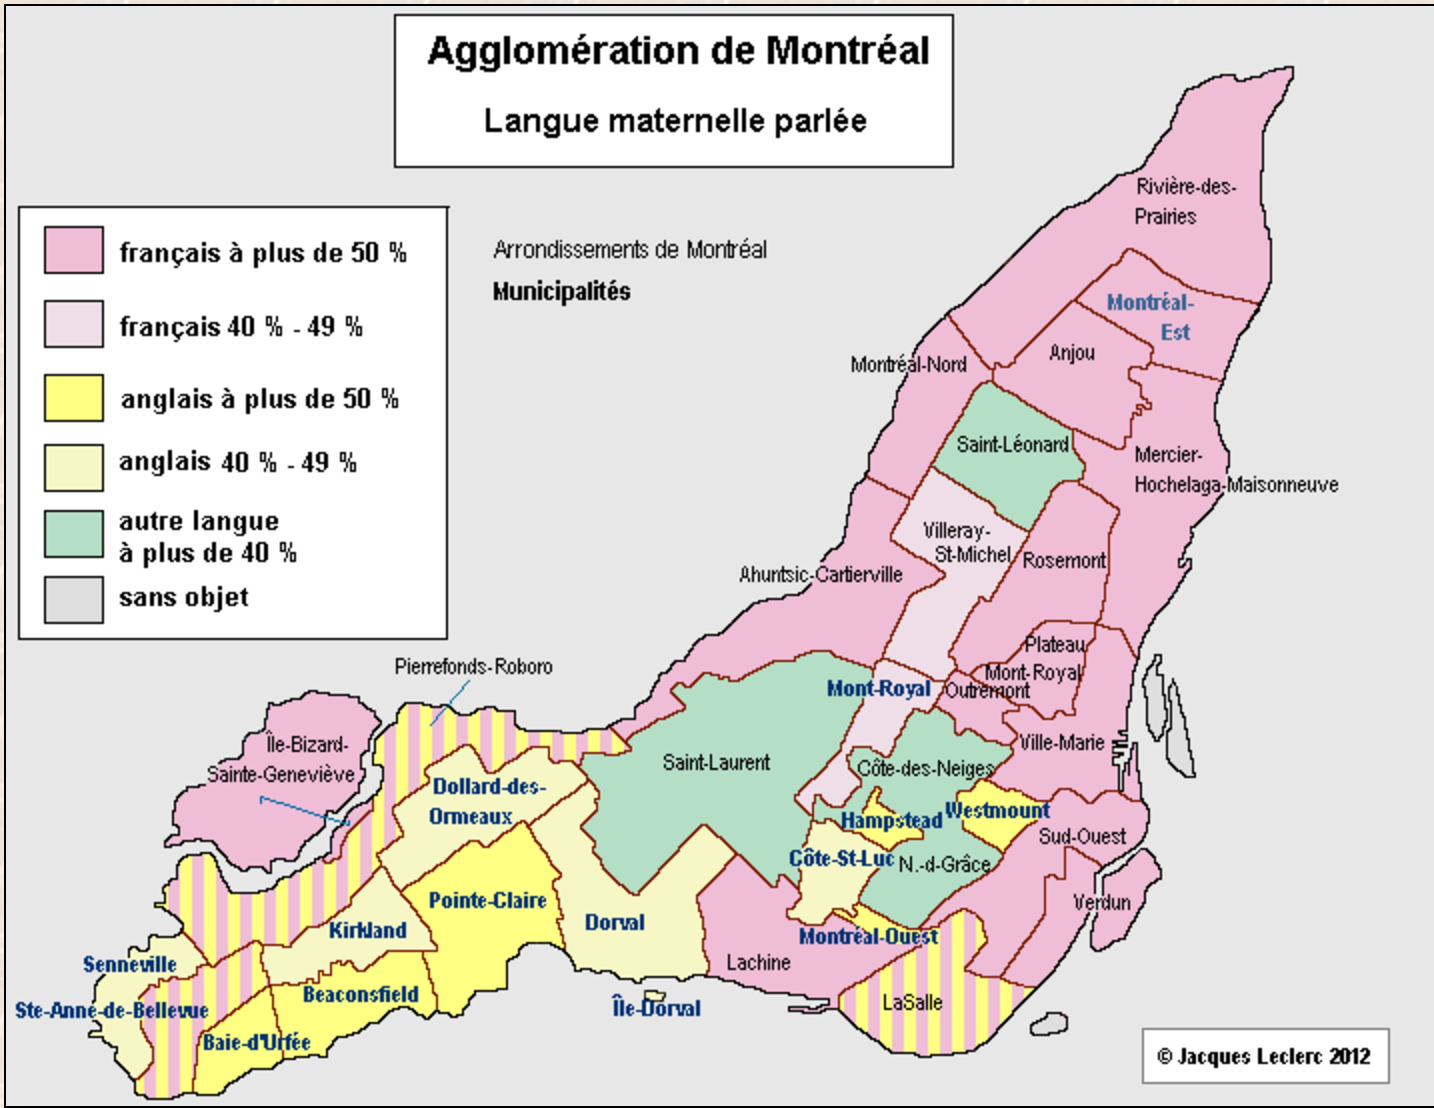 Agglomération de Montréal
Langue maternelle parlée
français à plus de 50 %
français 40 % - 49 %
anglais à plus de 50 %
anglais 40 % - 49 %
autre langue
à plus de 40 %
sans objet
Arrondissements de Montréal
Municipalités
Rivière-des-
Prairies
Montréal-
Est
Anjou
Montréal-Nord
Saint-Léonard
Mercier-
Hochelaga-Maisonneuve
Villeray-
St-Michel
Rosemont
Ahuntsic-Cartierville
Plateau
Mont-Royal
Outremont
Mont-Royal
Pierrefonds-Roboro
Île-Bizard-
Sainte-Geneviève
Saint-Laurent
Ville-Marie
Côte-des-Neiges
Dollard-des-
Ormeaux
Hampstead
Westmount
Sud-Ouest
Côte-St-Luc
N.-d-Grâce
Pointe-Claire
Verdun
Kirkland
Dorval
Montréal-Ouest
Senneville
Lachine
Beaconsfield
Île-Dorval
LaSalle
Ste-Anne-de-Bellevue
Baie-d'Urfée
© Jacques Leclerc 2012